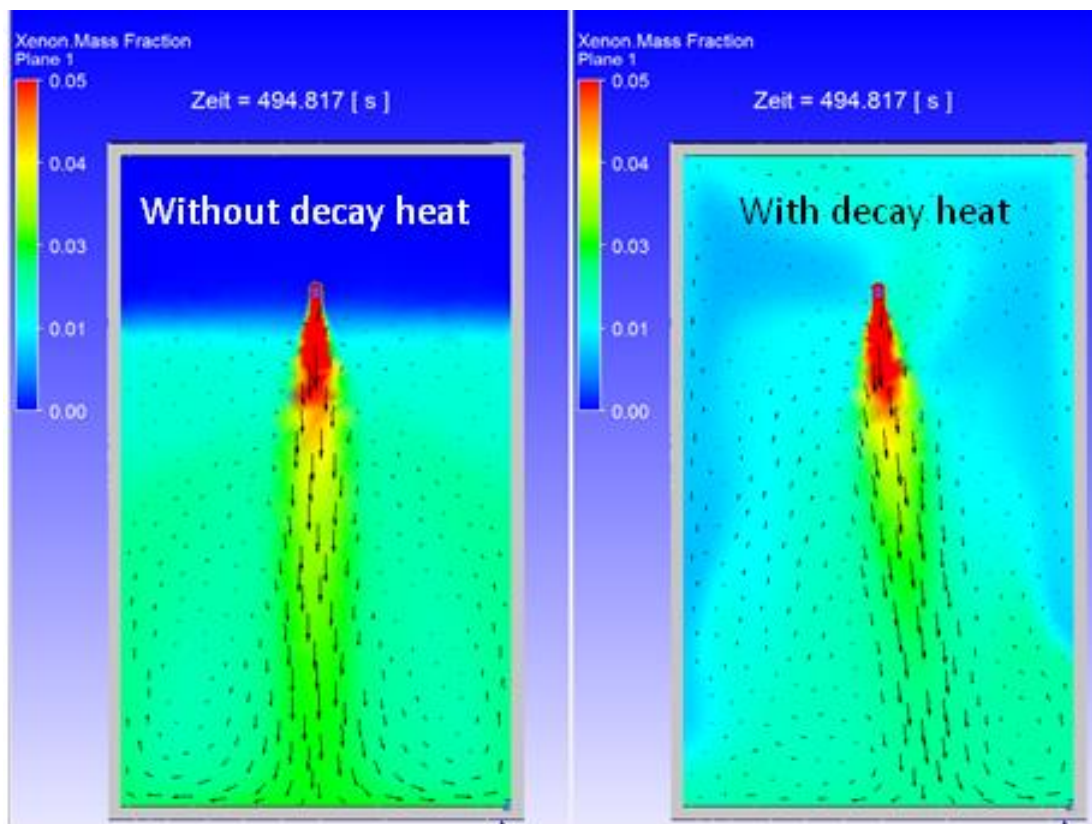 Xenon.Mass Fraction
Plane 1
0.05
0.04
0.03
0.01
0.00
Zeit = 494.817 [ s ]
Without decay heat
Xenon.Mass Fraction
Plane 1
0.05
0.04
0.03
0.01
0.00
Zeit = 494.817 [ s ]
With decay heat